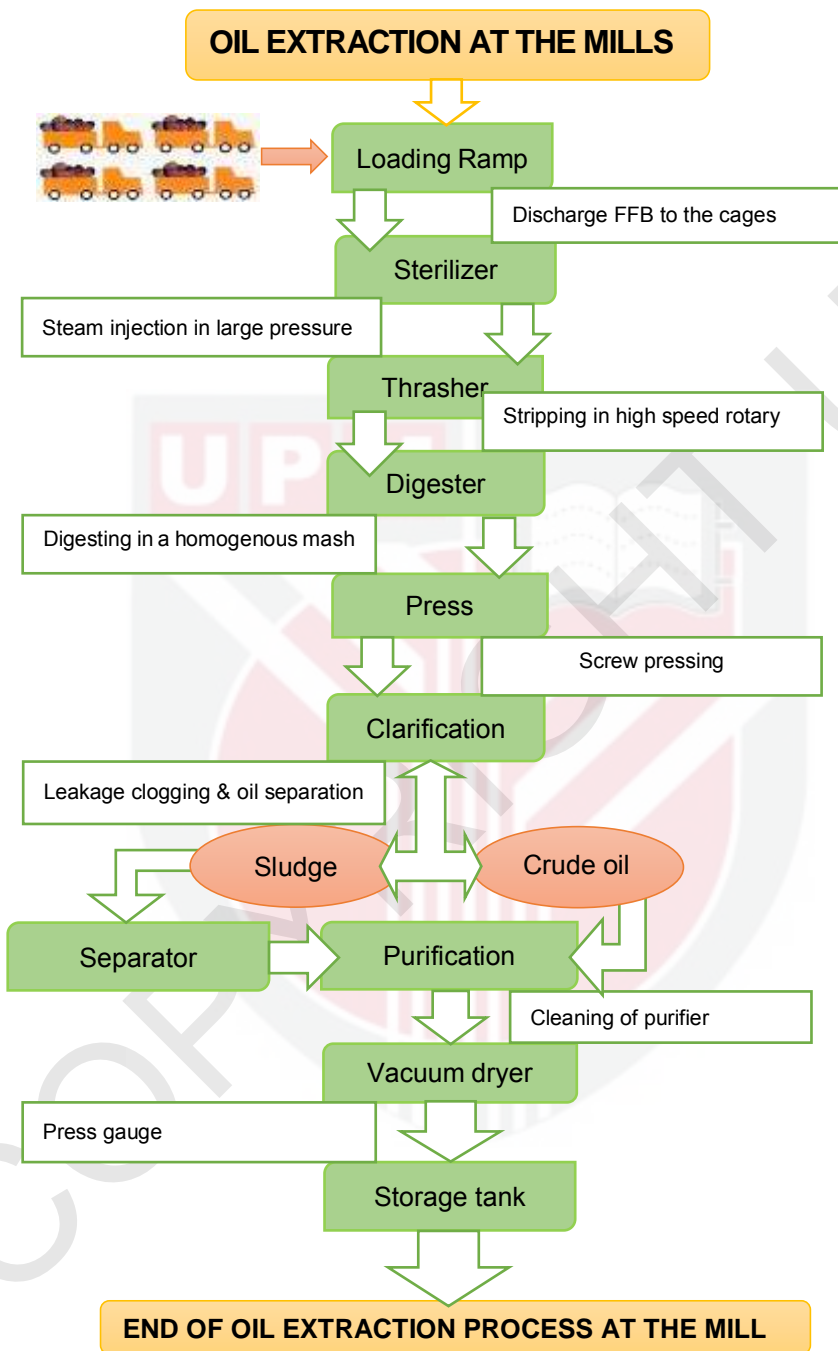 OIL EXTRACTION AT THE MILLS
Loading Ramp
Discharge FFB to the cages
Sterilizer
Steam injection in large pressure
Thrasher
Stripping in high speed rotary
Digester
Digesting in a homogenous mash
Press
Screw pressing
Clarification
Leakage clogging & oil separation
Sludge
Crude oil
Separator
Purification
Cleaning of purifier
Vacuum dryer
Press gauge
Storage tank
END OF OIL EXTRACTION PROCESS AT THE MILL
COPYRIGHT
UP